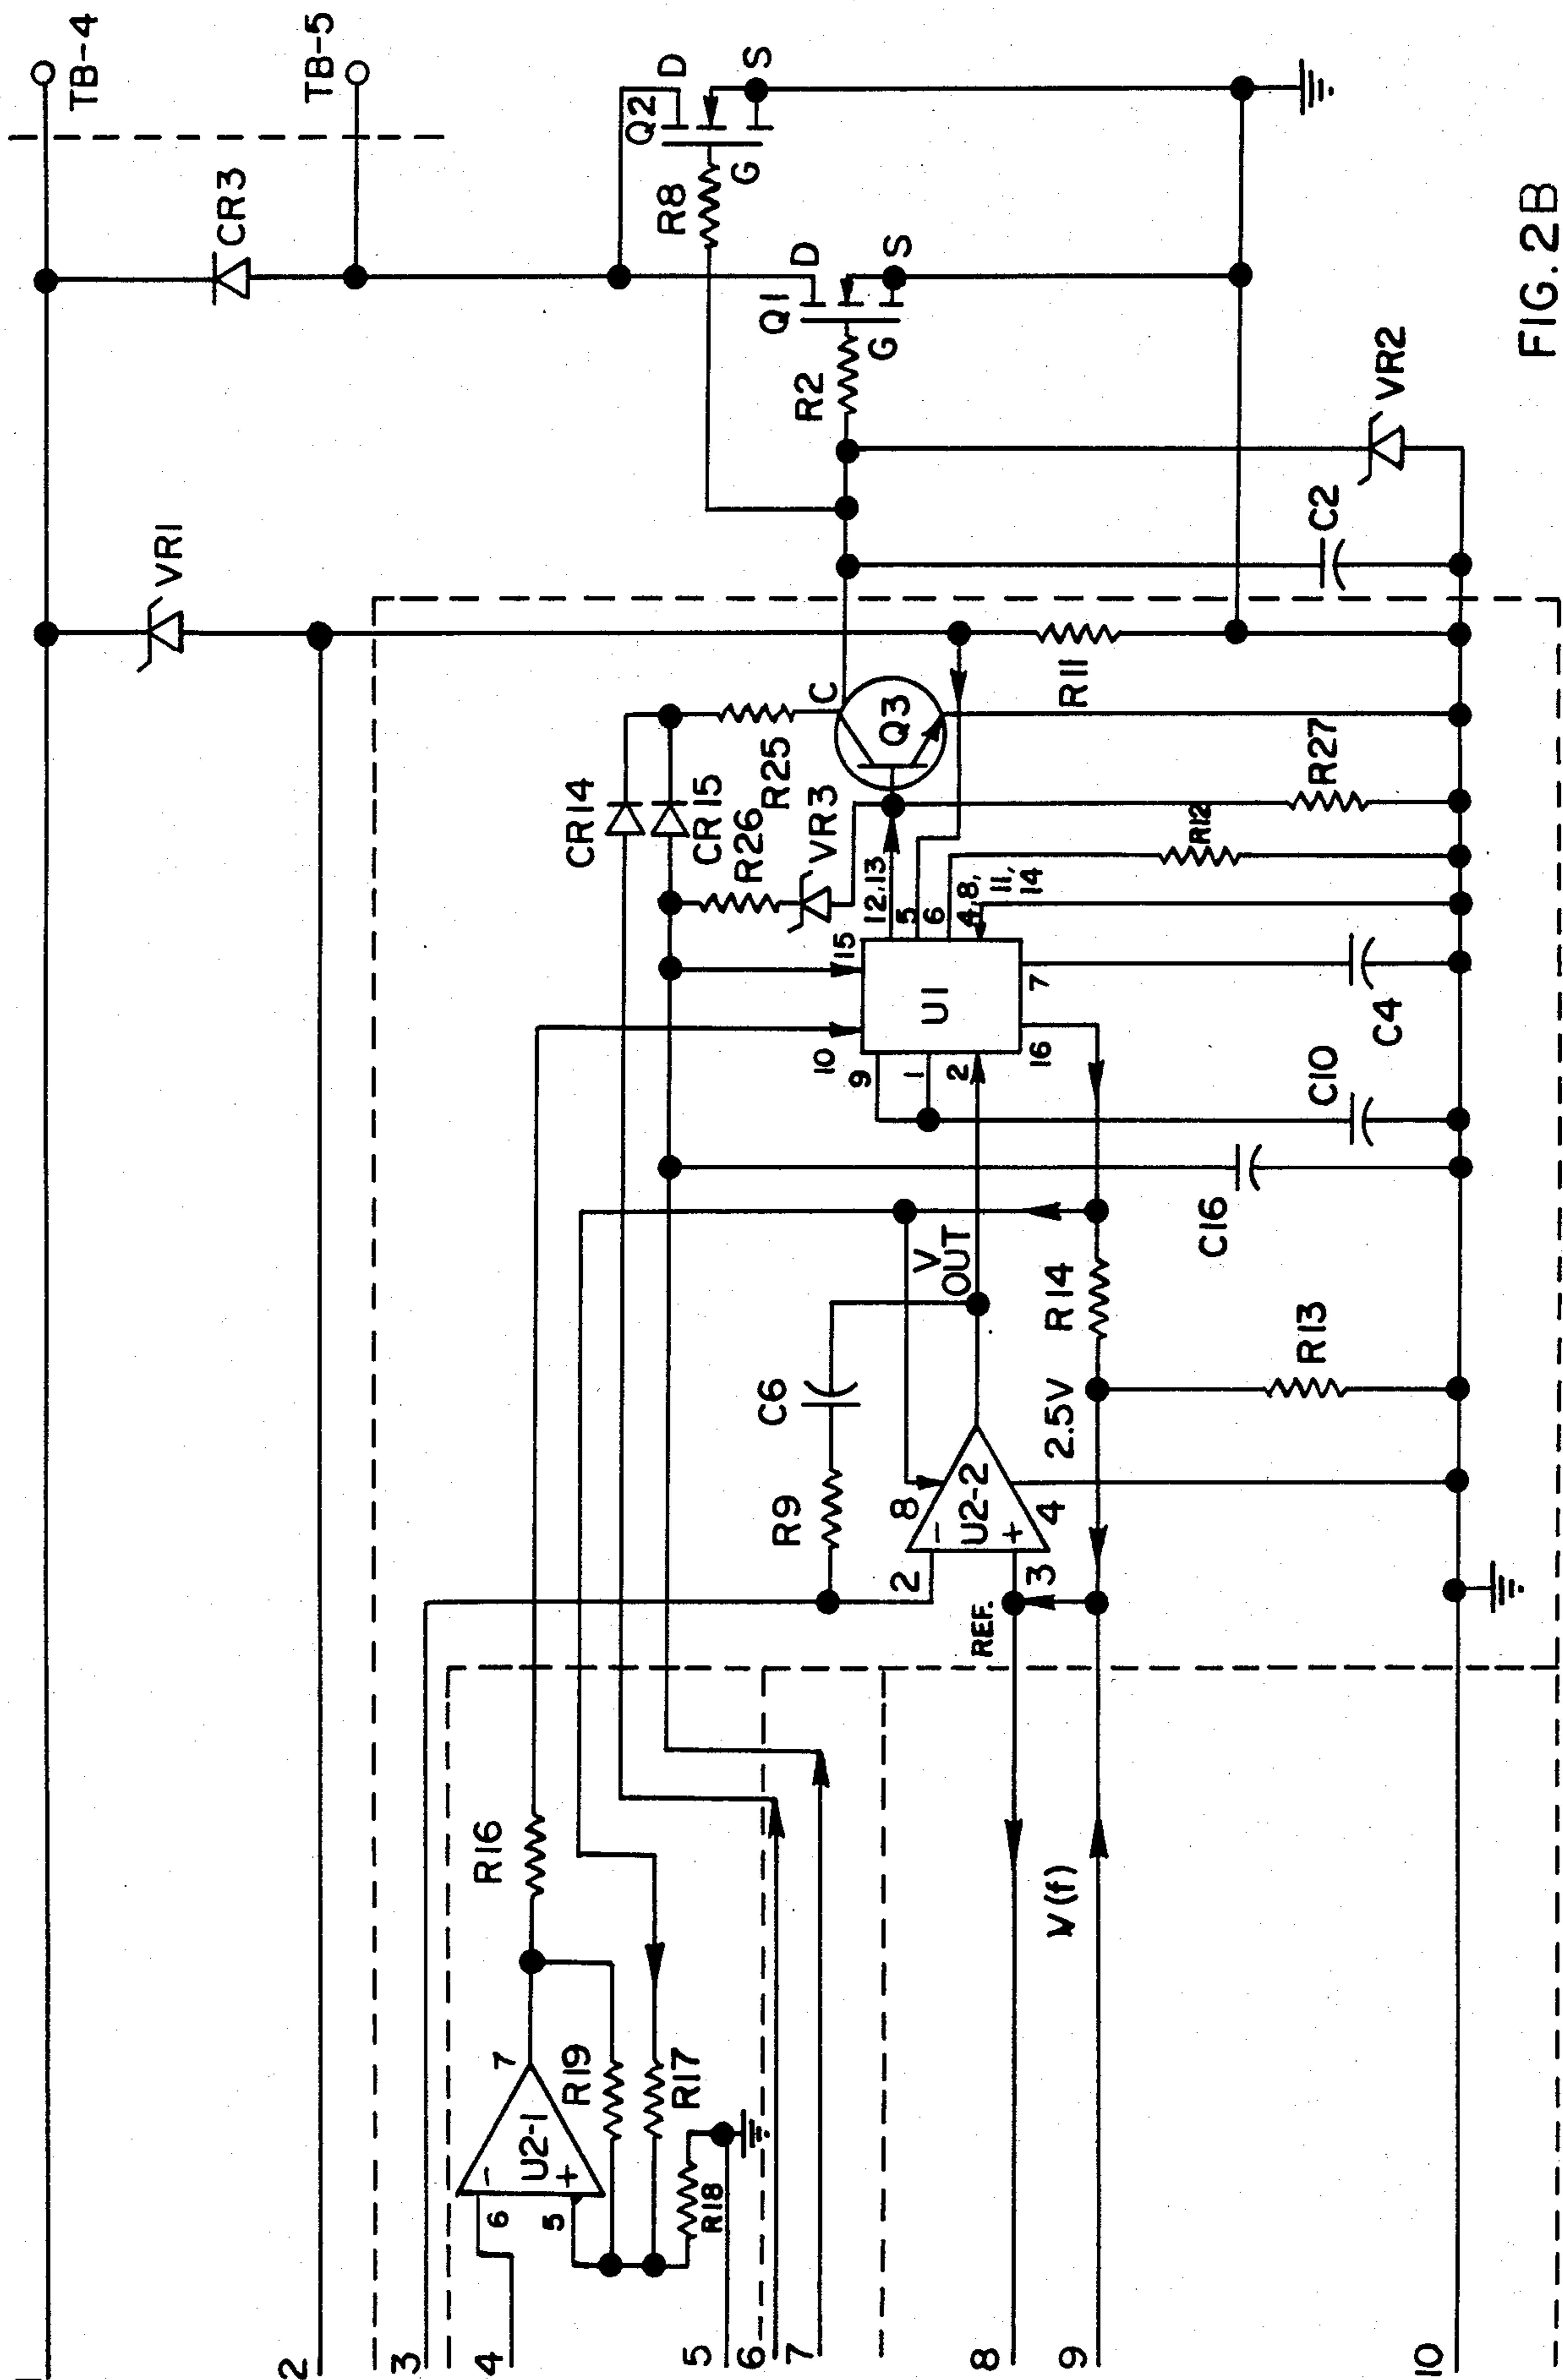 TB-4
TB-5
CR3
VR1
Q2
D
S
G
R8
Q1
D
S
G
R2
VR2
C2
CR14
CR15
R25
R26
VR3
C
Q3
R11
R27
R12
12,13
5
6
4,8,
11,
14
15
10
9
1
2
U1
7
16
C4
C10
C16
V
OUT
R14
R13
2.5V
C6
R9
8
2
-
U2-2
+
3
4
REF.
R16
7
R19
R17
R18
-
U2-1
+
6
5
V(f)
2
3
4
5
6
7
8
9
10
FIG. 2B